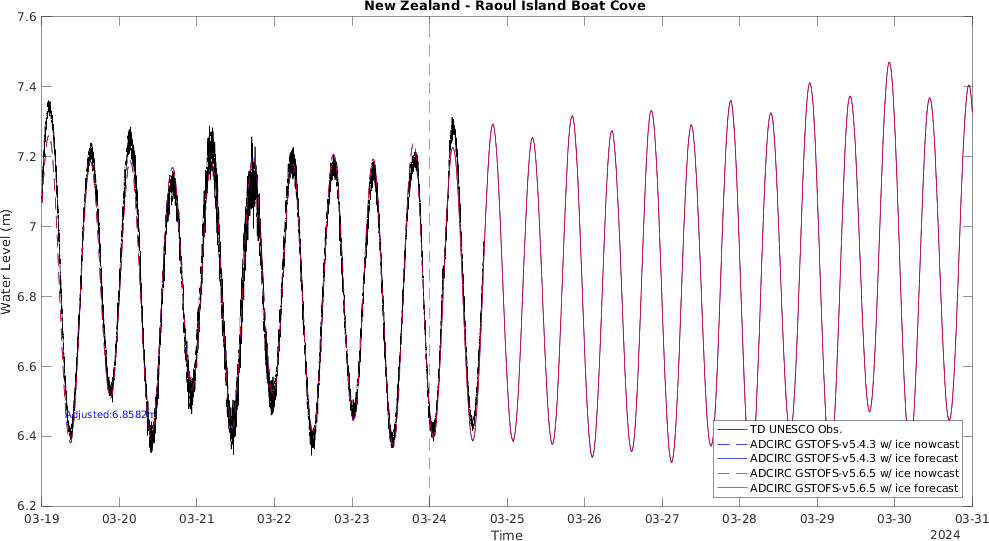 New Zealand - Raoul Island Boat Cove
Water Level (m)
7.6
7.4
7.2
7
6.8
6.6
6.4
6.2
Adjusted:6.8582m
TD UNESCO Obs.
ADCIRC GSTOFS-v5.4.3 w/ ice nowcast
ADCIRC GSTOFS-v5.4.3 w/ ice forecast
ADCIRC GSTOFS-v5.6.5 w/ ice nowcast
ADCIRC GSTOFS-v5.6.5 w/ ice forecast
03-19 03-20 03-21 03-22 03-23 03-24 03-25 03-26 03-27 03-28 03-29 03-30 03-31
Time
2024